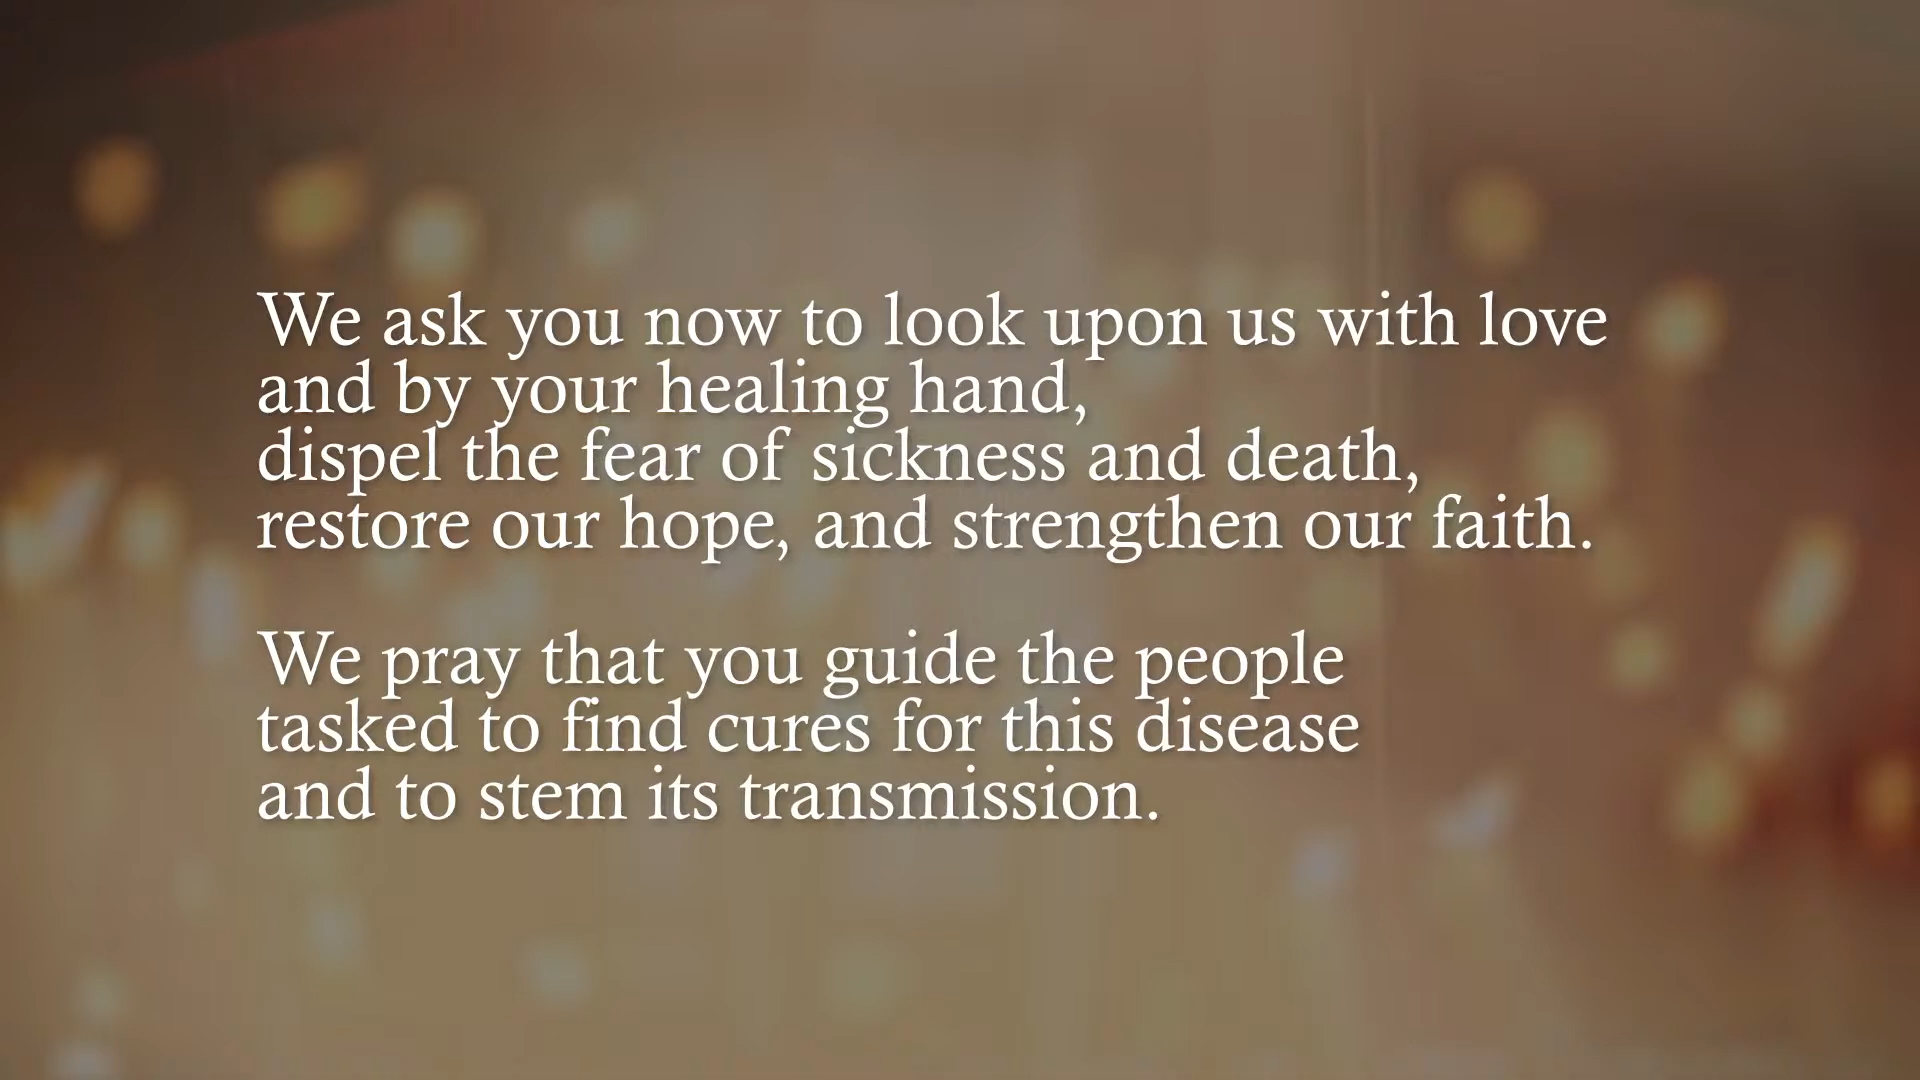 We ask you now to look upon us with love
and by your healing hand,
dispel the fear of sickness and death,
restore our hope, and strengthen our faith.
We pray that you guide the people
tasked to find cures for this disease
and to stem its transmission.